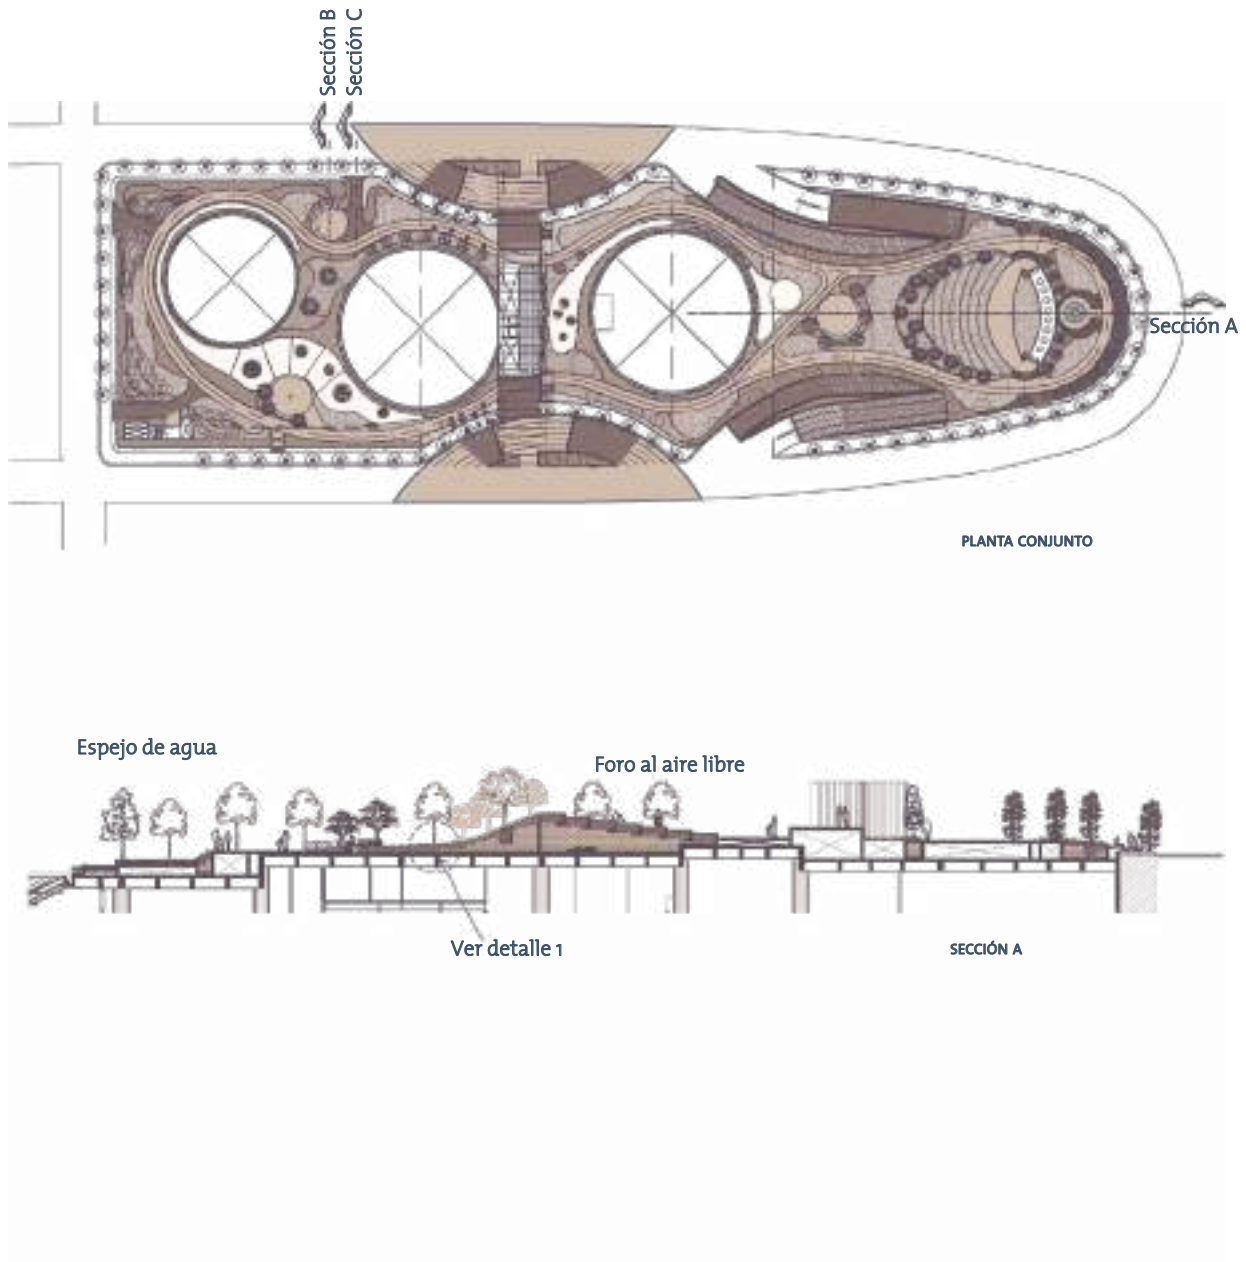 Sección B
Sección C
Sección A
PLANTA CONJUNTO
Espejo de agua
Foro al aire libre
Ver detalle 1
SECCIÓN A